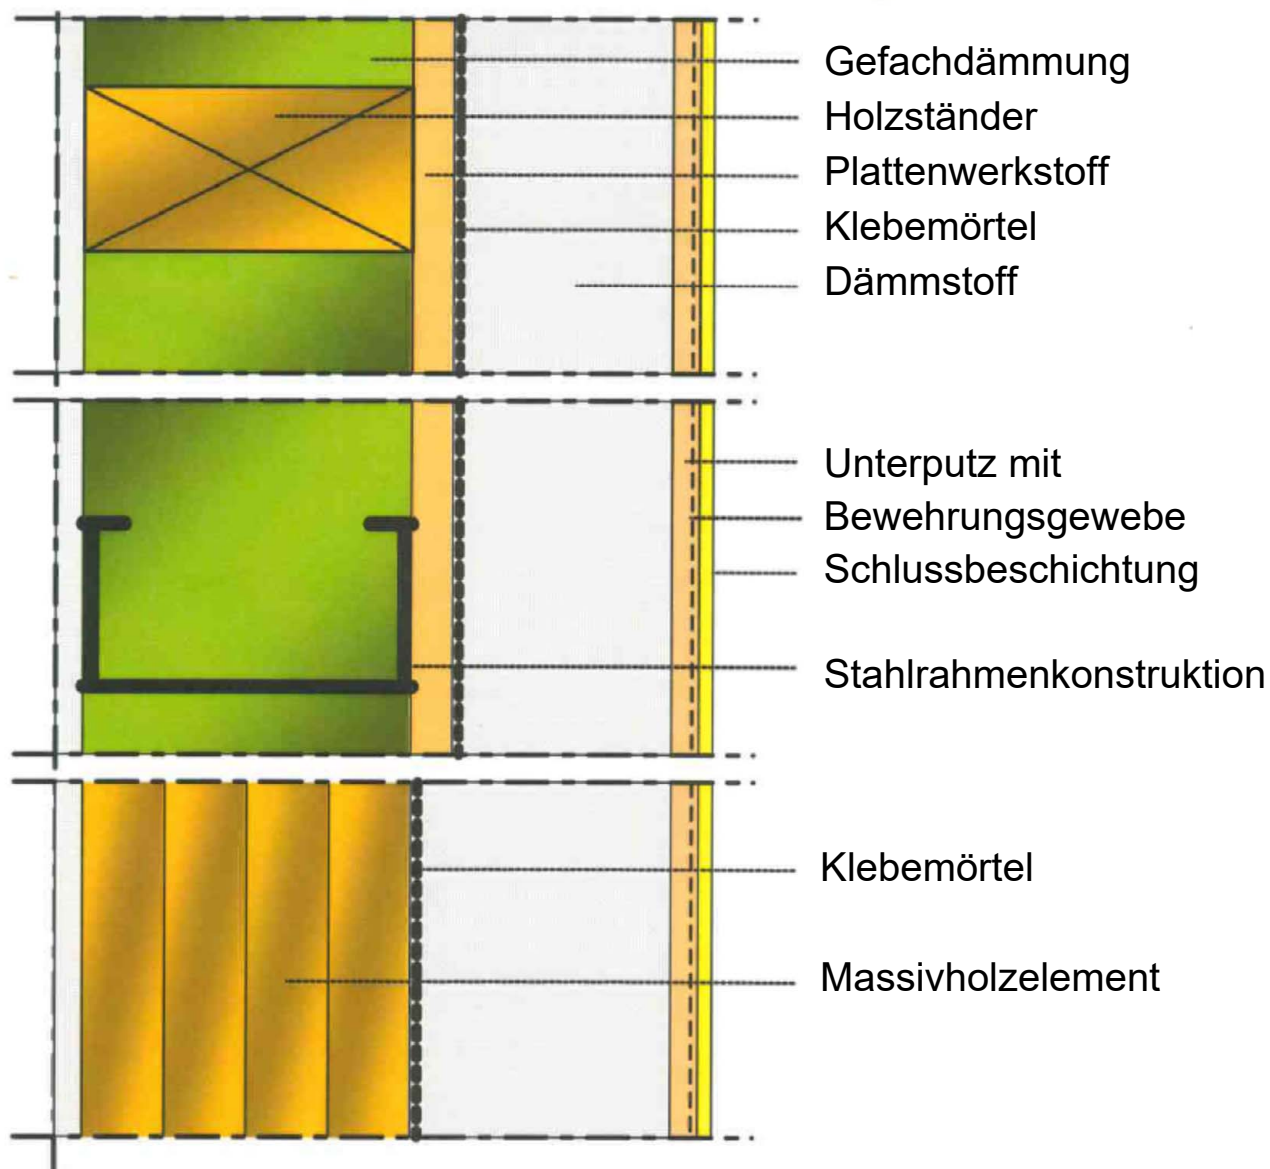 Gefachdämmung
Holzständer
Plattenwerkstoff
Klebemörtel
Dämmstoff
Unterputz mit
Bewehrungsgewebe
Schlussbeschichtung
Stahlrahmenkonstruktion
Klebemörtel
Massivholzelement